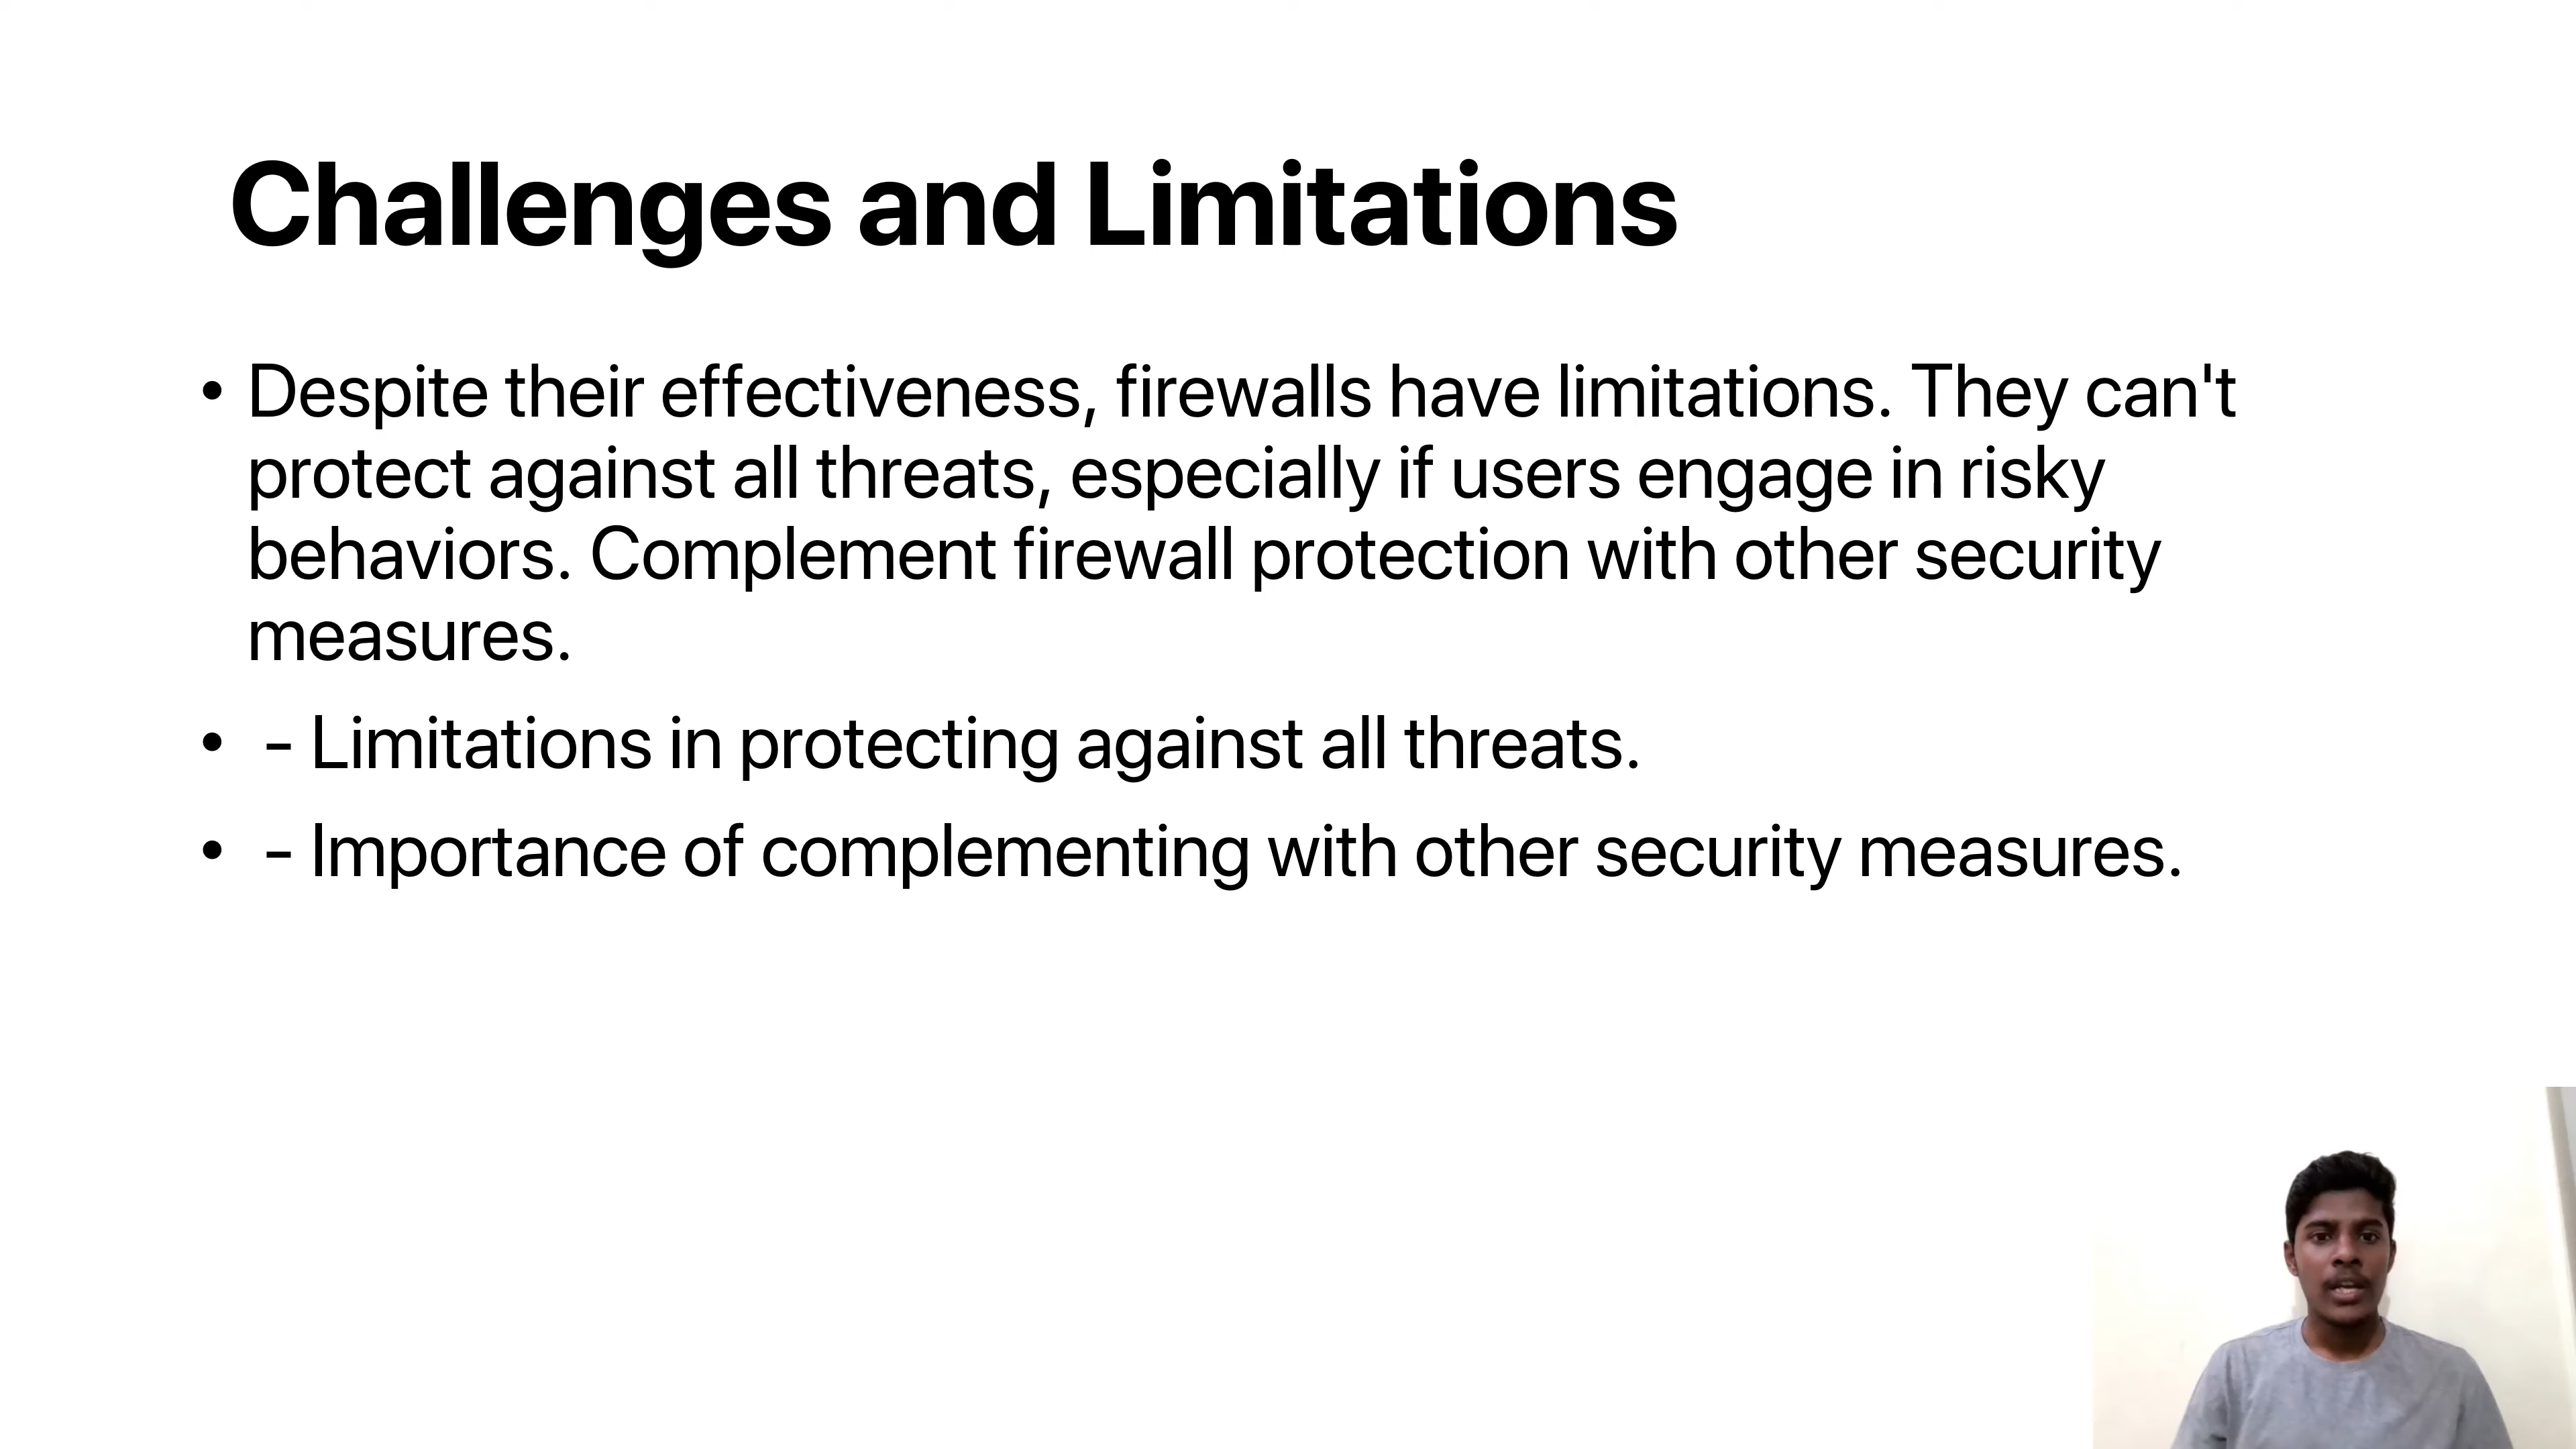 Challenges and Limitations
• Despite their effectiveness, firewalls have limitations. They can't
protect against all threats, especially if users engage in risky
behaviors. Complement firewall protection with other security
measures.
• - Limitations in protecting against all threats.
• - Importance of complementing with other security measures.